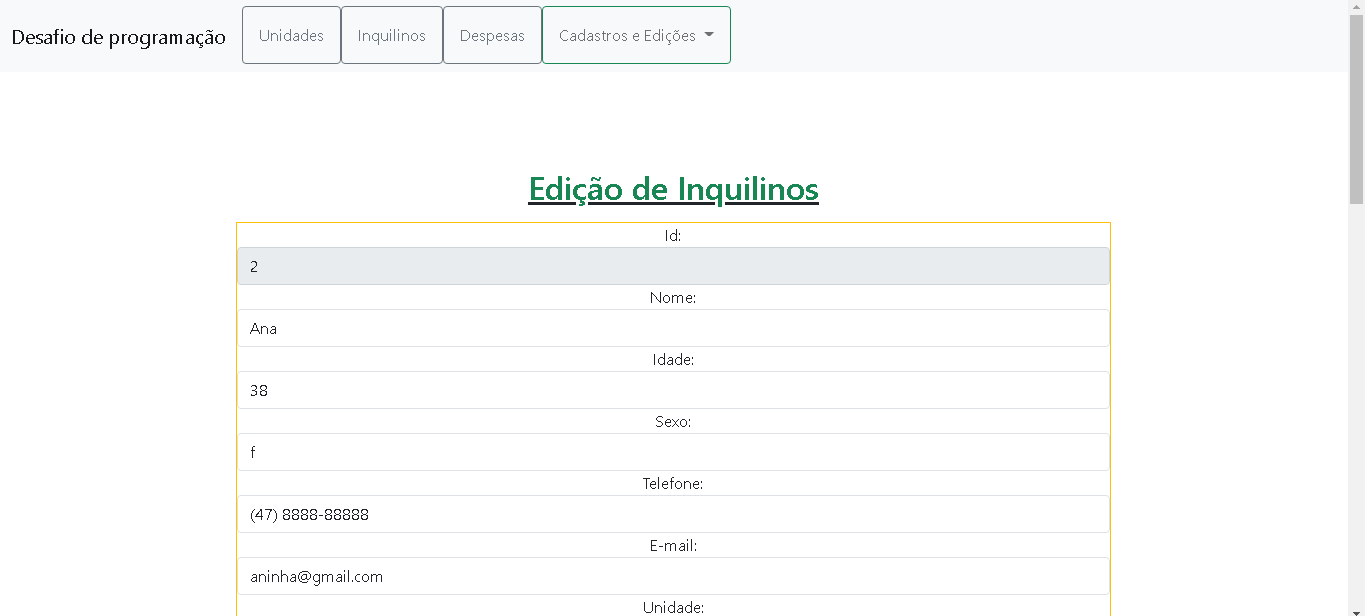 Desafio de programação Unidades Inquilinos Despesas Cadastros e Edições
Edição de Inquilinos
Id:
2
Nome:
Ana
Idade:
38
Sexo:
f
Telefone:
(47) 8888-88888
E-mail:
aninha@gmail.com
Unidade: